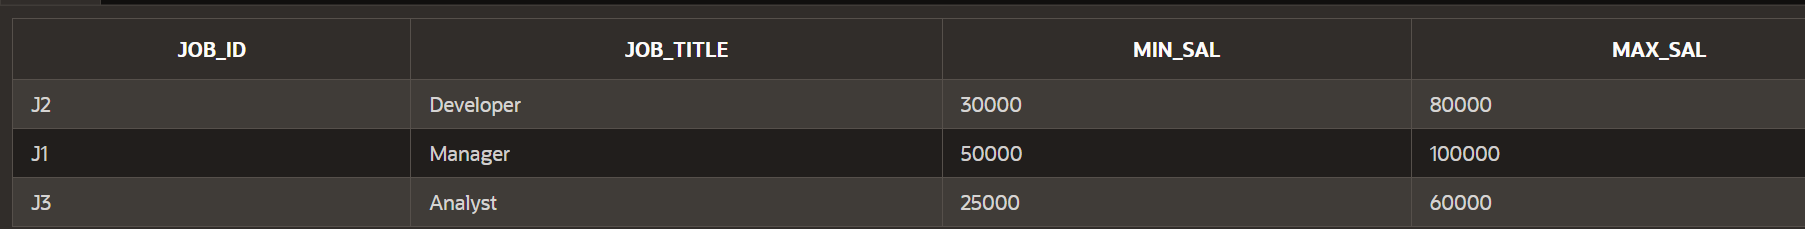 JOB_ID JOB_TITLE MIN_SAL MAX_SAL
J2 Developer 30000 80000
J1 Manager 50000 100000
J3 Analyst 25000 60000